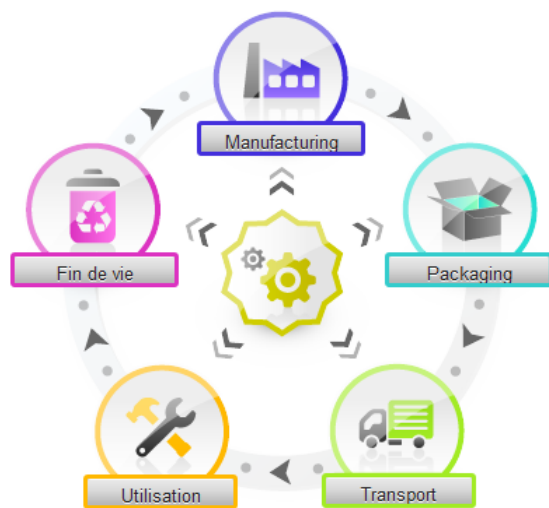 Manufacturing
Fin de vie
Packaging
Utilisation
Transport